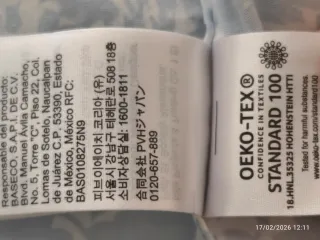 Responsable del producto:
BASECO, S.A.P.I. DE C.V.
Blvd. Manuel Ávila Camacho,
No. 5, Torre "C", Piso 22, Col.
Lomas de Sotelo, Naucalpan
de Juárez, CP. 53390, Estado
de México, México RFC:
BAS0108275N9
피브이에이치 코리아 (유)
서울시 강남구 테헤란로 508 18층
소비자상담실: 1600-1811
合同会社 PVHジャパン
0120-657-889
OEKO-TEX®
CONFIDENCE IN TEXTILES
STANDARD 100
18.HNL.35325 HOHENSTEIN HTTI
www.oeko-tex.com/standard100
17/02/2026 12:11